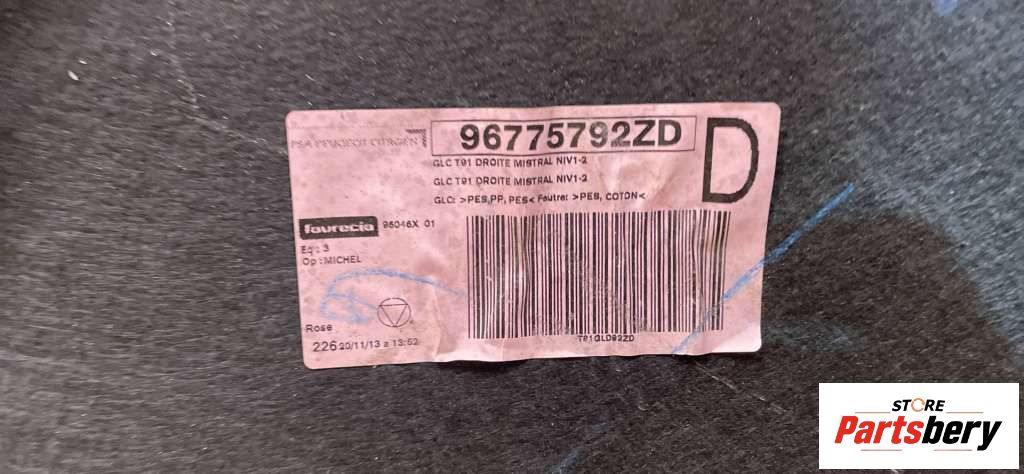 PSA PEUGEOT CITROËN
96775792ZD
D
GLC T91 DROITE MISTRAL NIV1-2
GLC T91 DROITE MISTRAL NIV1-2
GLC: >PES,PP, PES< Feutre: >PES, COTON<
faurecia 96046X 01
Eq : 3
Op : MICHEL
Rose
226 20/11/13 a 13:52
T91GLD92ZD
STORE
Partsbery